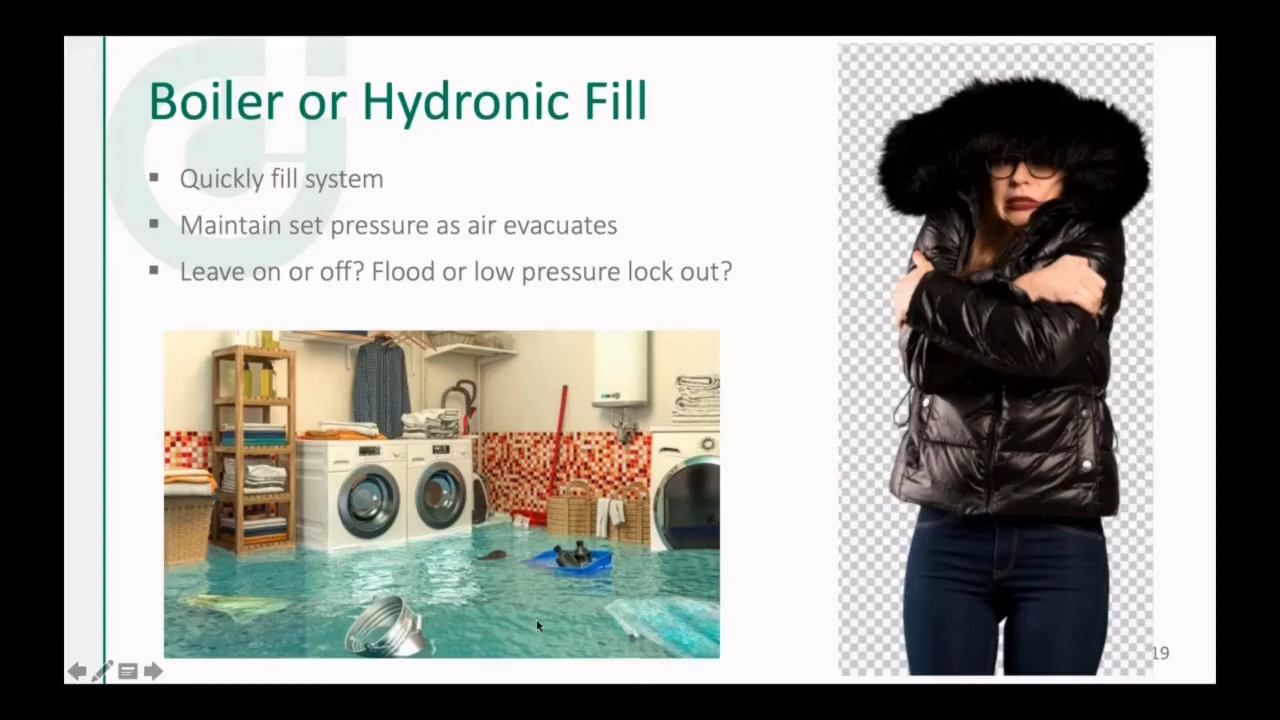 Boiler or Hydronic Fill
▪ Quickly fill system
▪ Maintain set pressure as air evacuates
▪ Leave on or off? Flood or low pressure lock out?
19